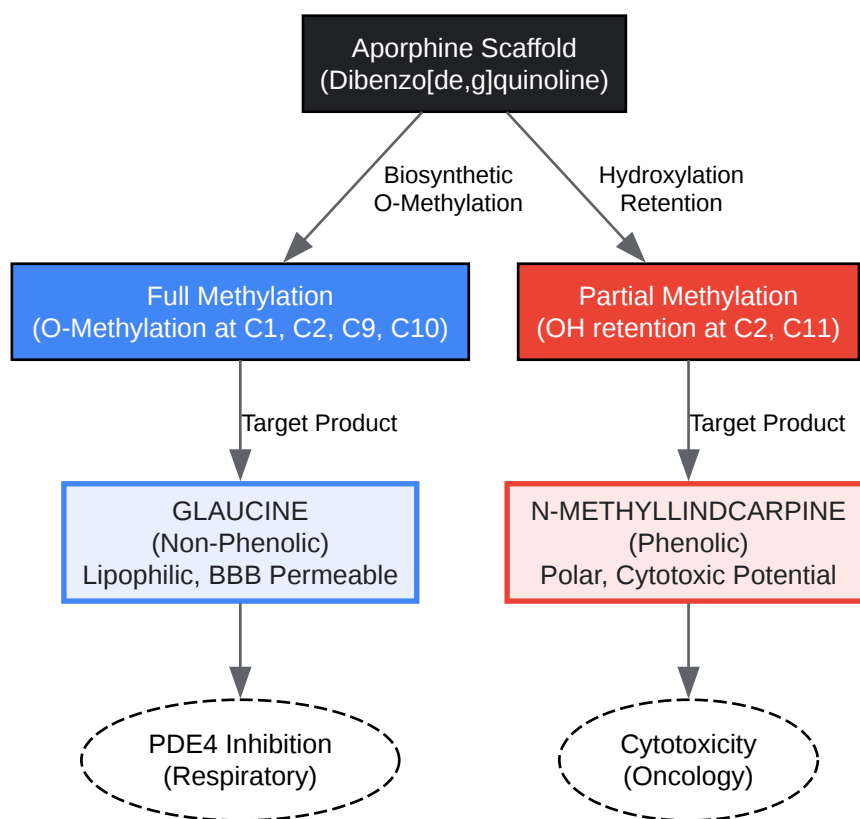 Aporphine Scaffold
(Dibenzo[de,g]quinoline)
Biosynthetic
O-Methylation
Hydroxylation
Retention
Full Methylation
(O-Methylation at C1, C2, C9, C10)
Partial Methylation
(OH retention at C2, C11)
Target Product
Target Product
GLAUCINE
(Non-Phenolic)
Lipophilic, BBB Permeable
N-METHYLLINDCARPINE
(Phenolic)
Polar, Cytotoxic Potential
PDE4 Inhibition
(Respiratory)
Cytotoxicity
(Oncology)